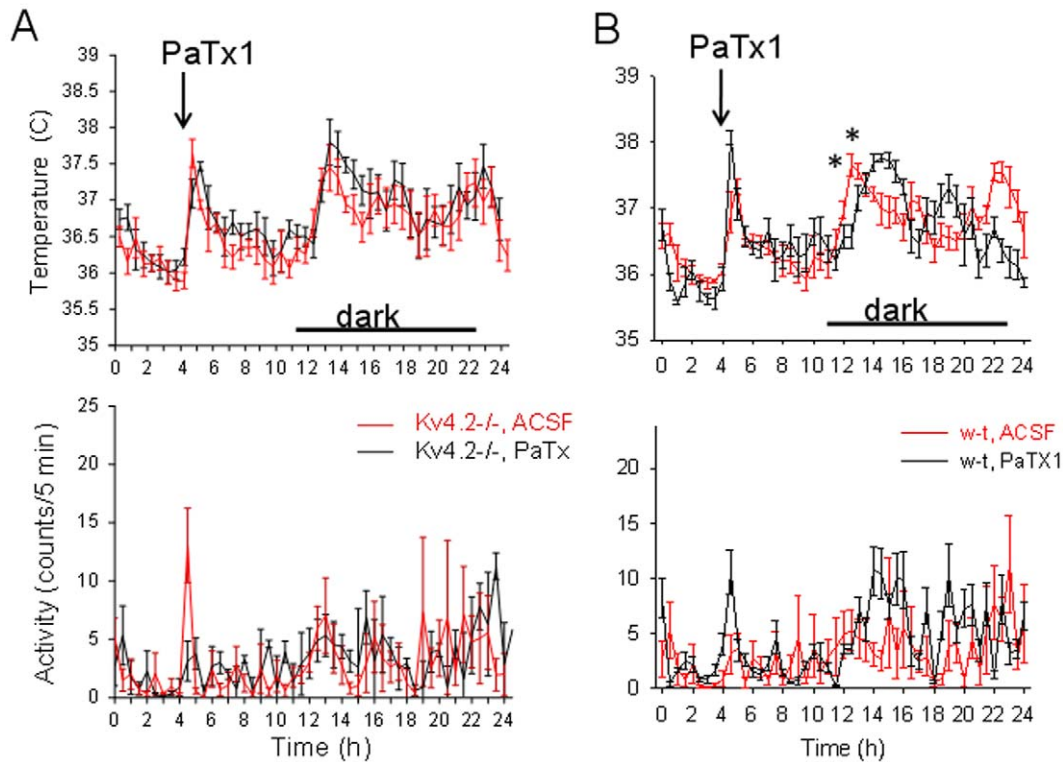 A
PaTx1
Temperature (C)
39
38.5
38
37.5
37
36.5
36
35.5
35
dark
0 2 4 6 8 10 12 14 16 18 20 22 24
Activity (counts/5 min)
25
20
15
10
5
0
Kv4.2-/-, ACSF
Kv4.2-/-, PaTx
0 2 4 6 8 10 12 14 16 18 20 22 24
Time (h)
B
PaTx1
39
38
37
36
35
* *
dark
0 2 4 6 8 10 12 14 16 18 20 22 24
20
15
10
5
0
w-t, ACSF
w-t, PaTX1
0 2 4 6 8 10 12 14 16 18 20 22 24
Time (h)